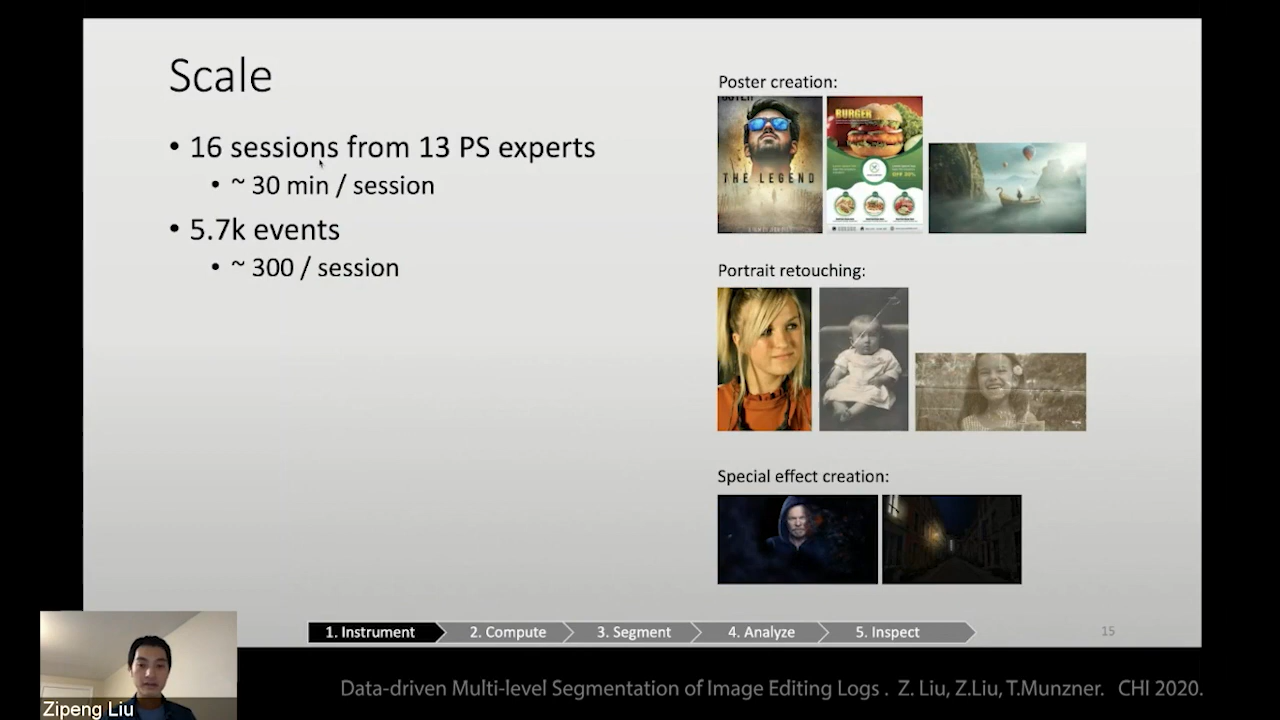 Scale
• 16 sessions from 13 PS experts
• ~ 30 min / session
• 5.7k events
• ~ 300 / session
Poster creation:
THE LEGEND
BURGER
Portrait retouching:
Special effect creation:
1. Instrument
2. Compute
3. Segment
4. Analyze
5. Inspect
15
Zipeng Liu
Data-driven Multi-level Segmentation of Image Editing Logs . Z. Liu, Z.Liu, T.Munzner. CHI 2020.